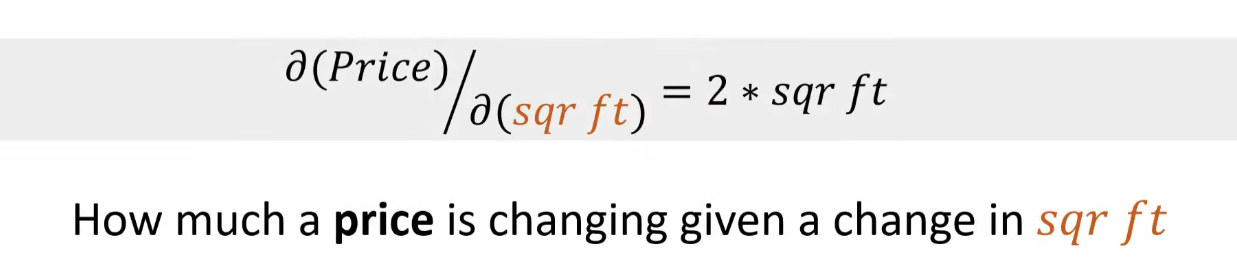 ∂(Price)/∂(sqr ft) = 2 * sqr ft
How much a price is changing given a change in sqr ft